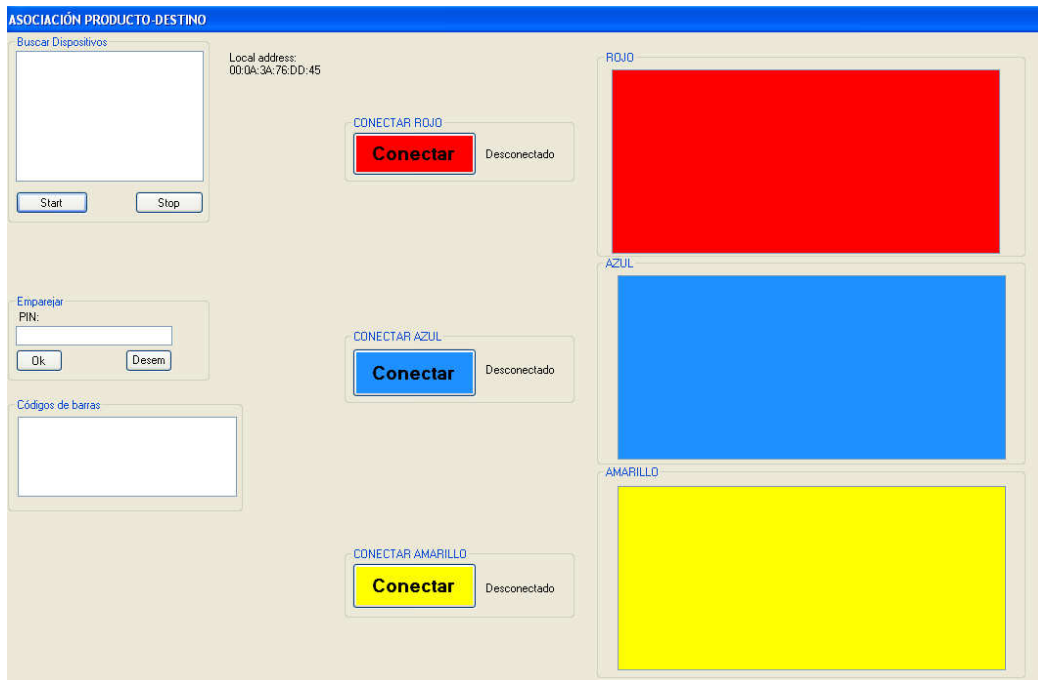 ASOCIACIÓN PRODUCTO-DESTINO
Buscar Dispositivos
Local address:
00:0A:3A:76:DD:45
Start
Stop
Emparejar
PIN:
Ok
Desem
Códigos de barras
CONECTAR ROJO
Conectar
Desconectado
CONECTAR AZUL
Conectar
Desconectado
CONECTAR AMARILLO
Conectar
Desconectado
ROJO
AZUL
AMARILLO